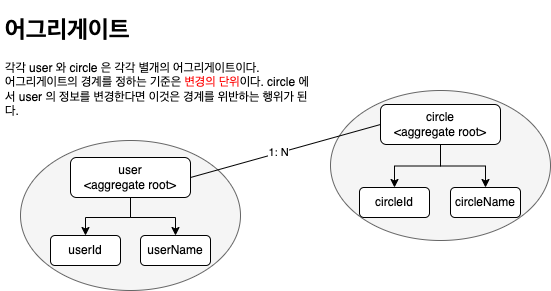 어그리게이트
각각 user 와 circle 은 각각 별개의 어그리게이트이다.
어그리게이트의 경계를 정하는 기준은 변경의 단위이다. circle 에
서 user 의 정보를 변경한다면 이것은 경계를 위반하는 행위가 된
다.
circle
<aggregate root>
1: N
user
<aggregate root>
circleId
circleName
userId
userName